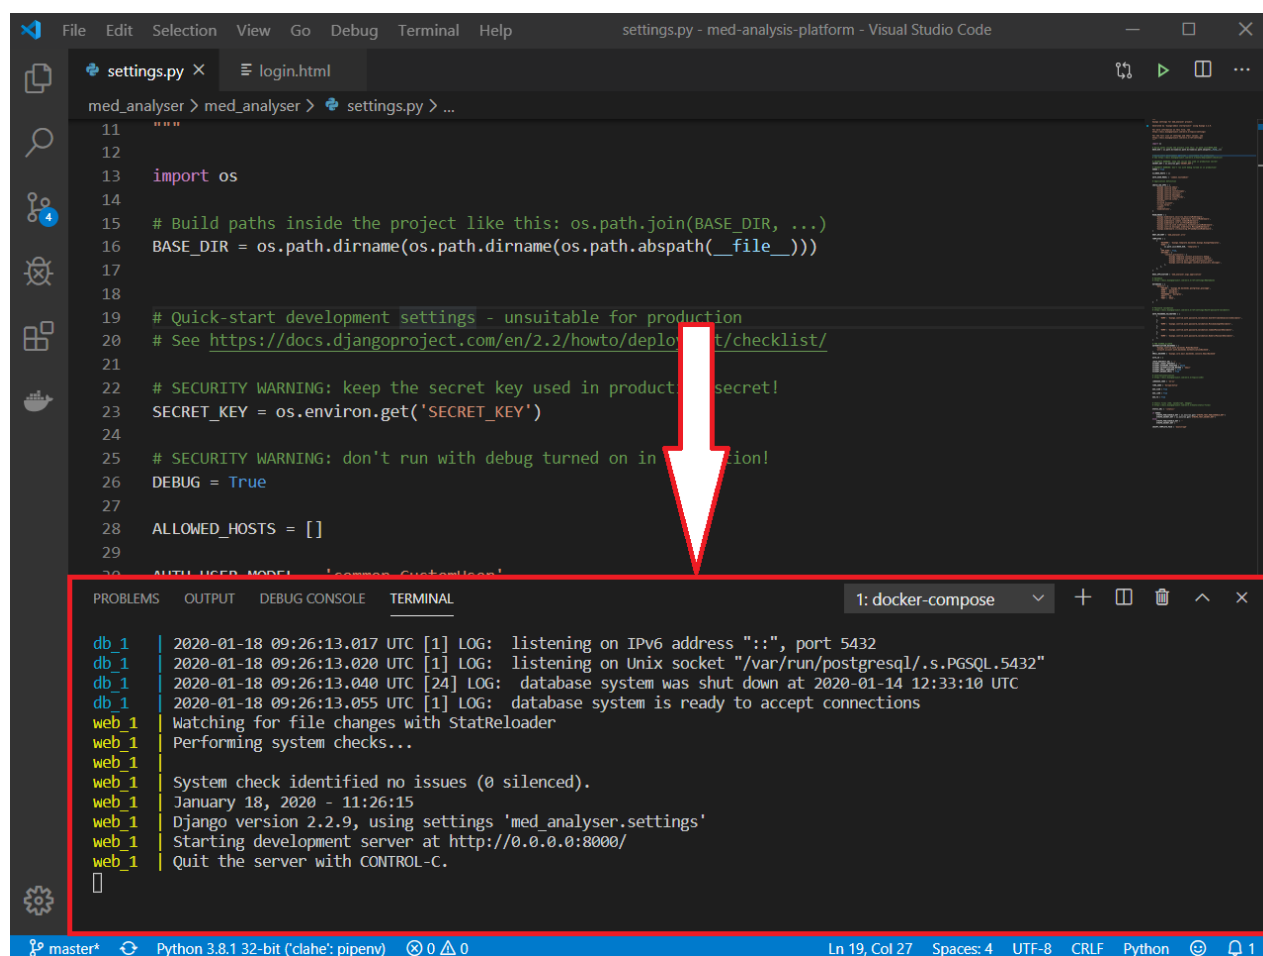 File Edit Selection View Go Debug Terminal Help settings.py - med-analysis-platform - Visual Studio Code
settings.py login.html
med_analyser > med_analyser > settings.py > ...
11 """
12
13 import os
14
15 # Build paths inside the project like this: os.path.join(BASE_DIR, ...)
16 BASE_DIR = os.path.dirname(os.path.dirname(os.path.abspath(__file__)))
17
18
19 # Quick-start development settings - unsuitable for production
20 # See https://docs.djangoproject.com/en/2.2/howto/deploy t/checklist/
21
22 # SECURITY WARNING: keep the secret key used in producti secret!
23 SECRET_KEY = os.environ.get('SECRET_KEY')
24
25 # SECURITY WARNING: don't run with debug turned on in tion!
26 DEBUG = True
27
28 ALLOWED_HOSTS = []
29
30 AUTH_USER_MODEL = 'common.CustomUser'
4
PROBLEMS OUTPUT DEBUG CONSOLE TERMINAL 1: docker-compose
db_1 | 2020-01-18 09:26:13.017 UTC [1] LOG: listening on IPv6 address "::", port 5432
db_1 | 2020-01-18 09:26:13.020 UTC [1] LOG: listening on Unix socket "/var/run/postgresql/.s.PGSQL.5432"
db_1 | 2020-01-18 09:26:13.040 UTC [24] LOG: database system was shut down at 2020-01-14 12:33:10 UTC
db_1 | 2020-01-18 09:26:13.055 UTC [1] LOG: database system is ready to accept connections
web_1 | Watching for file changes with StatReloader
web_1 | Performing system checks...
web_1 |
web_1 | System check identified no issues (0 silenced).
web_1 | January 18, 2020 - 11:26:15
web_1 | Django version 2.2.9, using settings 'med_analyser.settings'
web_1 | Starting development server at http://0.0.0.0:8000/
web_1 | Quit the server with CONTROL-C.
master* Python 3.8.1 32-bit ('clahe': pipenv) 0 0 Ln 19, Col 27 Spaces: 4 UTF-8 CRLF Python 1